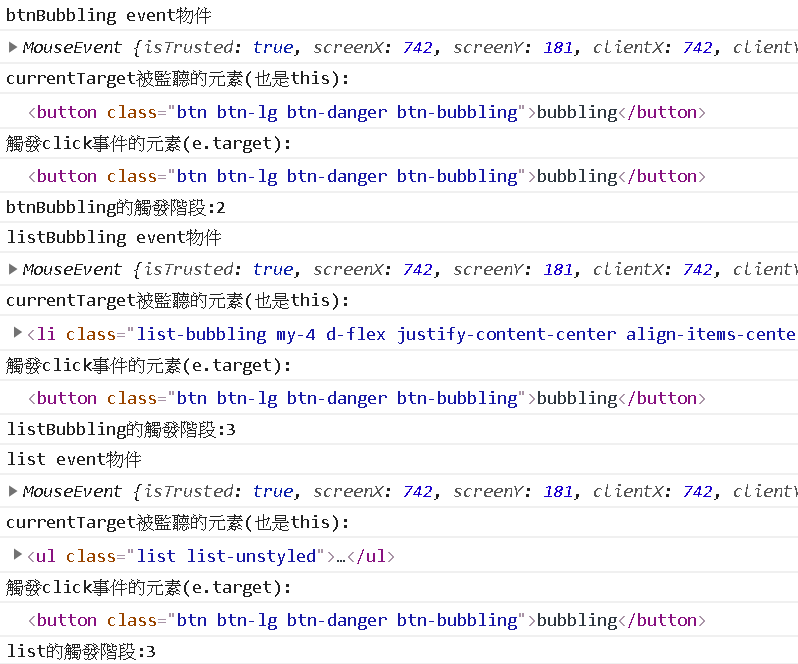 btnBubbling event物件
▶MouseEvent {isTrusted: true, screenX: 742, screenY: 181, clientX: 742, clientY
currentTarget被監聽的元素(也是this):
<button class="btn btn-lg btn-danger btn-bubbling">bubbling</button>
觸發click事件的元素(e.target):
<button class="btn btn-lg btn-danger btn-bubbling">bubbling</button>
btnBubbling的觸發階段:2
listBubbling event物件
▶MouseEvent {isTrusted: true, screenX: 742, screenY: 181, clientX: 742, clientY
currentTarget被監聽的元素(也是this):
▶<li class="list-bubbling my-4 d-flex justify-content-center align-items-cente
觸發click事件的元素(e.target):
<button class="btn btn-lg btn-danger btn-bubbling">bubbling</button>
listBubbling的觸發階段:3
list event物件
▶MouseEvent {isTrusted: true, screenX: 742, screenY: 181, clientX: 742, clientY
currentTarget被監聽的元素(也是this):
▶<ul class="list list-unstyled">…</ul>
觸發click事件的元素(e.target):
<button class="btn btn-lg btn-danger btn-bubbling">bubbling</button>
list的觸發階段:3